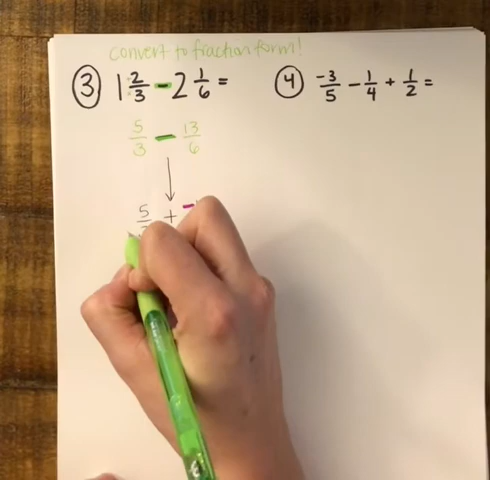 convert to fraction form!
3 1 2/3 - 2 1/6 =
4 -3/5 - 1/4 + 1/2 =
5/3 - 13/6
5 + -